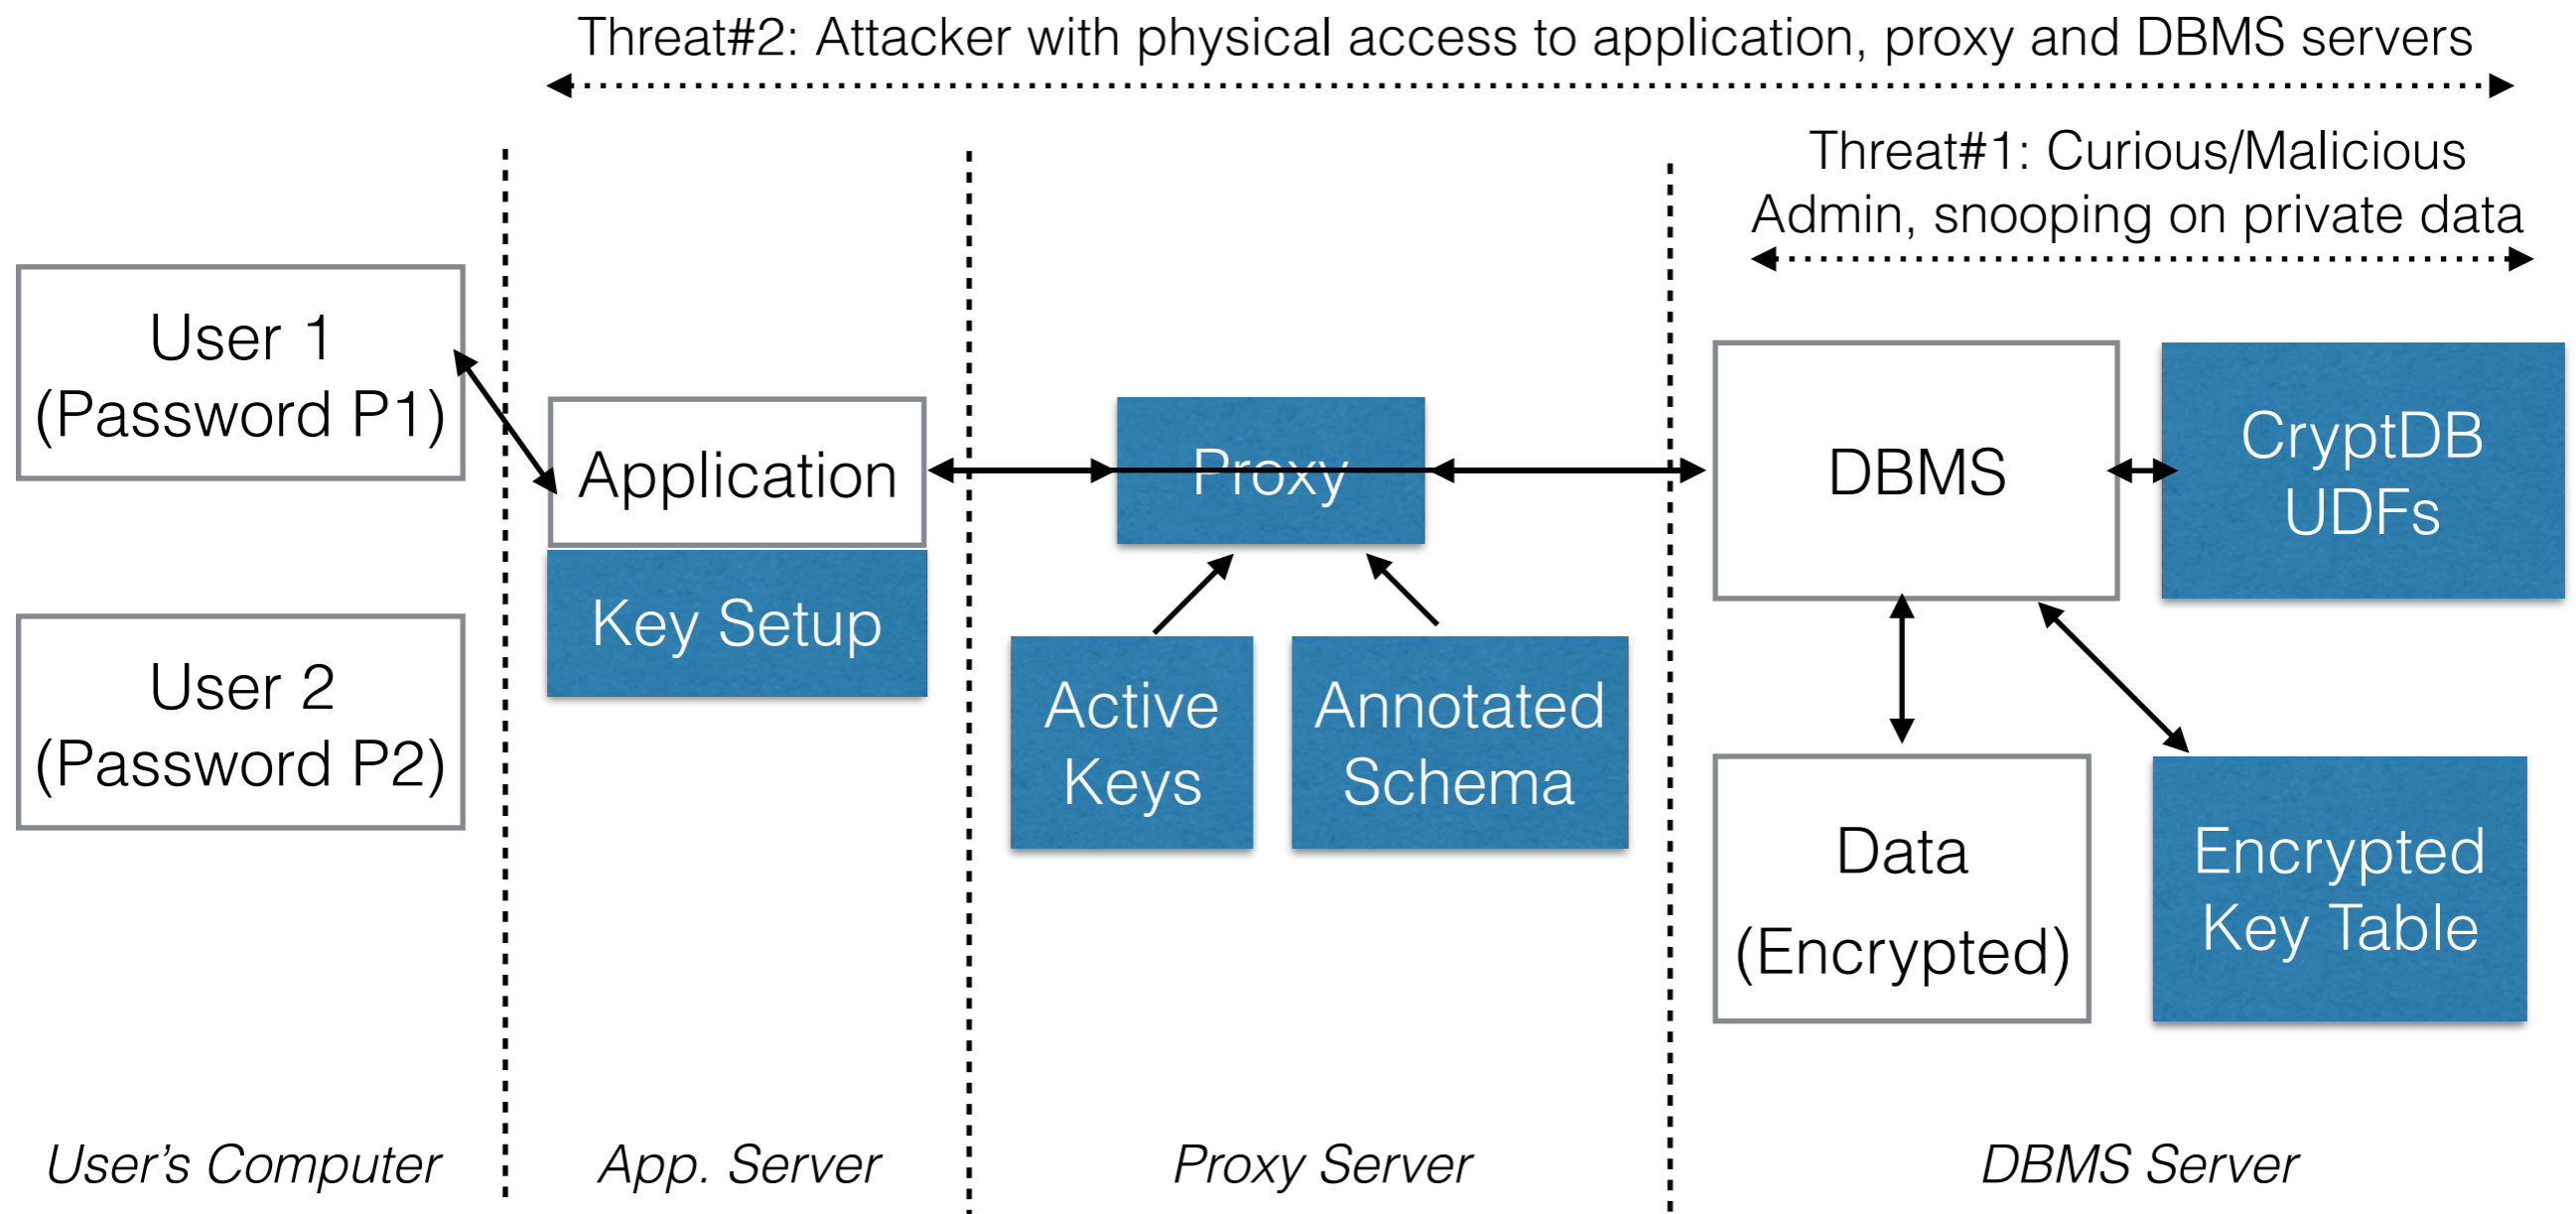 Threat#2: Attacker with physical access to application, proxy and DBMS servers
Threat#1: Curious/Malicious
Admin, snooping on private data
User 1
(Password P1)
User 2
(Password P2)
Application
Key Setup
Proxy
Active
Keys
Annotated
Schema
DBMS
CryptDB
UDFs
Data
(Encrypted)
Encrypted
Key Table
User’s Computer
App. Server
Proxy Server
DBMS Server